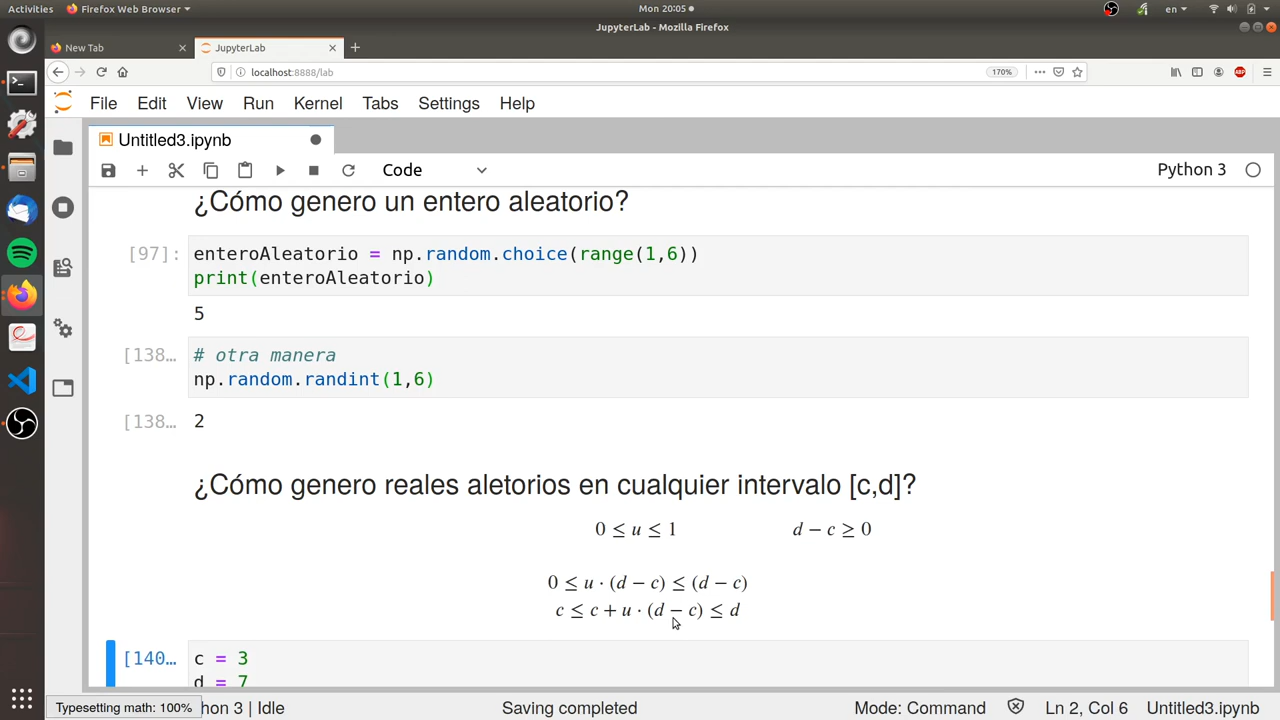 Activities Firefox Web Browser Mon 20:05 en
JupyterLab - Mozilla Firefox
New Tab JupyterLab
localhost:8888/lab 170% ABP
File Edit View Run Kernel Tabs Settings Help
Untitled3.ipynb
Code Python 3
¿Cómo genero un entero aleatorio?
[97]: enteroAleatorio = np.random.choice(range(1,6))
print(enteroAleatorio)
5
[138… # otra manera
np.random.randint(1,6)
[138… 2
¿Cómo genero reales aletorios en cualquier intervalo [c,d]?
0 ≤ u ≤ 1 d − c ≥ 0
0 ≤ u · (d − c) ≤ (d − c)
c ≤ c + u · (d − c) ≤ d
[140… c = 3
d = 7
Typesetting math: 100% hon 3 | Idle Saving completed Mode: Command Ln 2, Col 6 Untitled3.ipynb